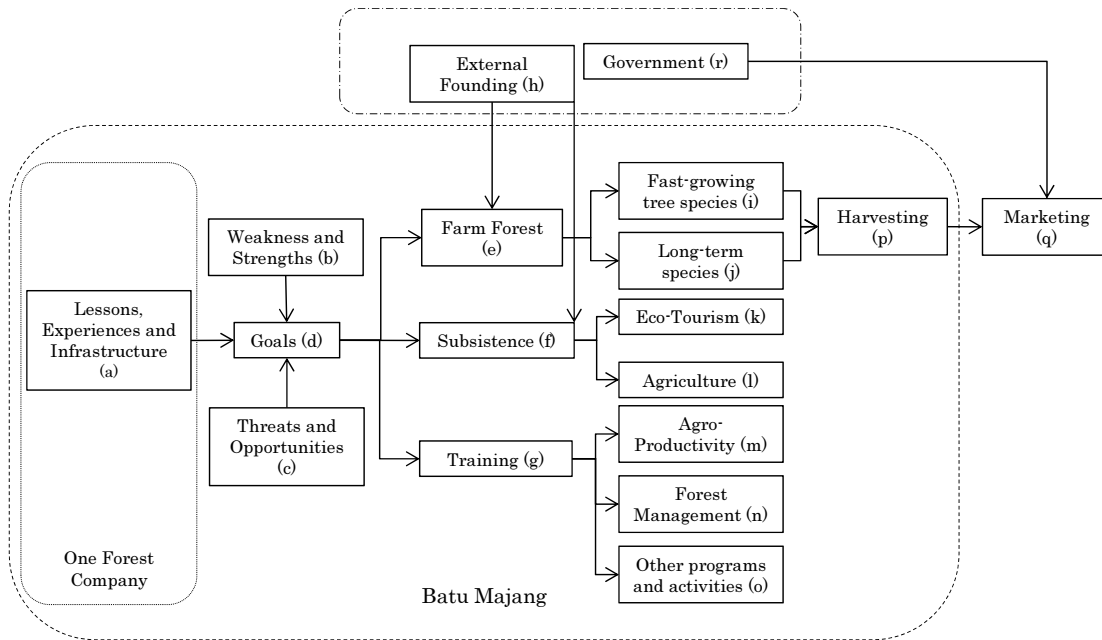 External
Founding (h)
Government (r)
Fast-growing
tree species (i)
Weakness and
Strengths (b)
Farm Forest
(e)
Harvesting
(p)
Marketing
(q)
Long-term
species (j)
Lessons,
Experiences and
Infrastructure
(a)
Goals (d)
Subsistence (f)
Eco-Tourism (k)
Agriculture (l)
Threats and
Opportunities
(c)
Training (g)
Agro-
Productivity (m)
Forest
Management (n)
One Forest
Company
Other programs
and activities (o)
Batu Majang